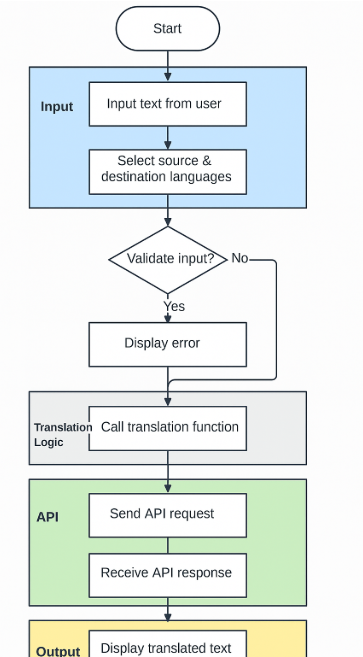 Start
Input
Input text from user
Select source &
destination languages
Validate input?
No
Yes
Display error
Translation
Logic
Call translation function
API
Send API request
Receive API response
Output
Display translated text